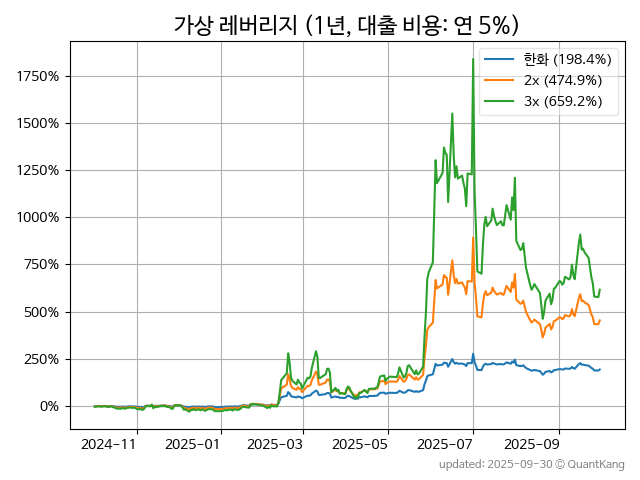 가상 레버리지 (1년, 대출 비용: 연 5%)
한화 (198.4%)
2x (474.9%)
3x (659.2%)
1750%
1500%
1250%
1000%
750%
500%
250%
0%
2024-11 2025-01 2025-03 2025-05 2025-07 2025-09
updated: 2025-09-30 © QuantKang